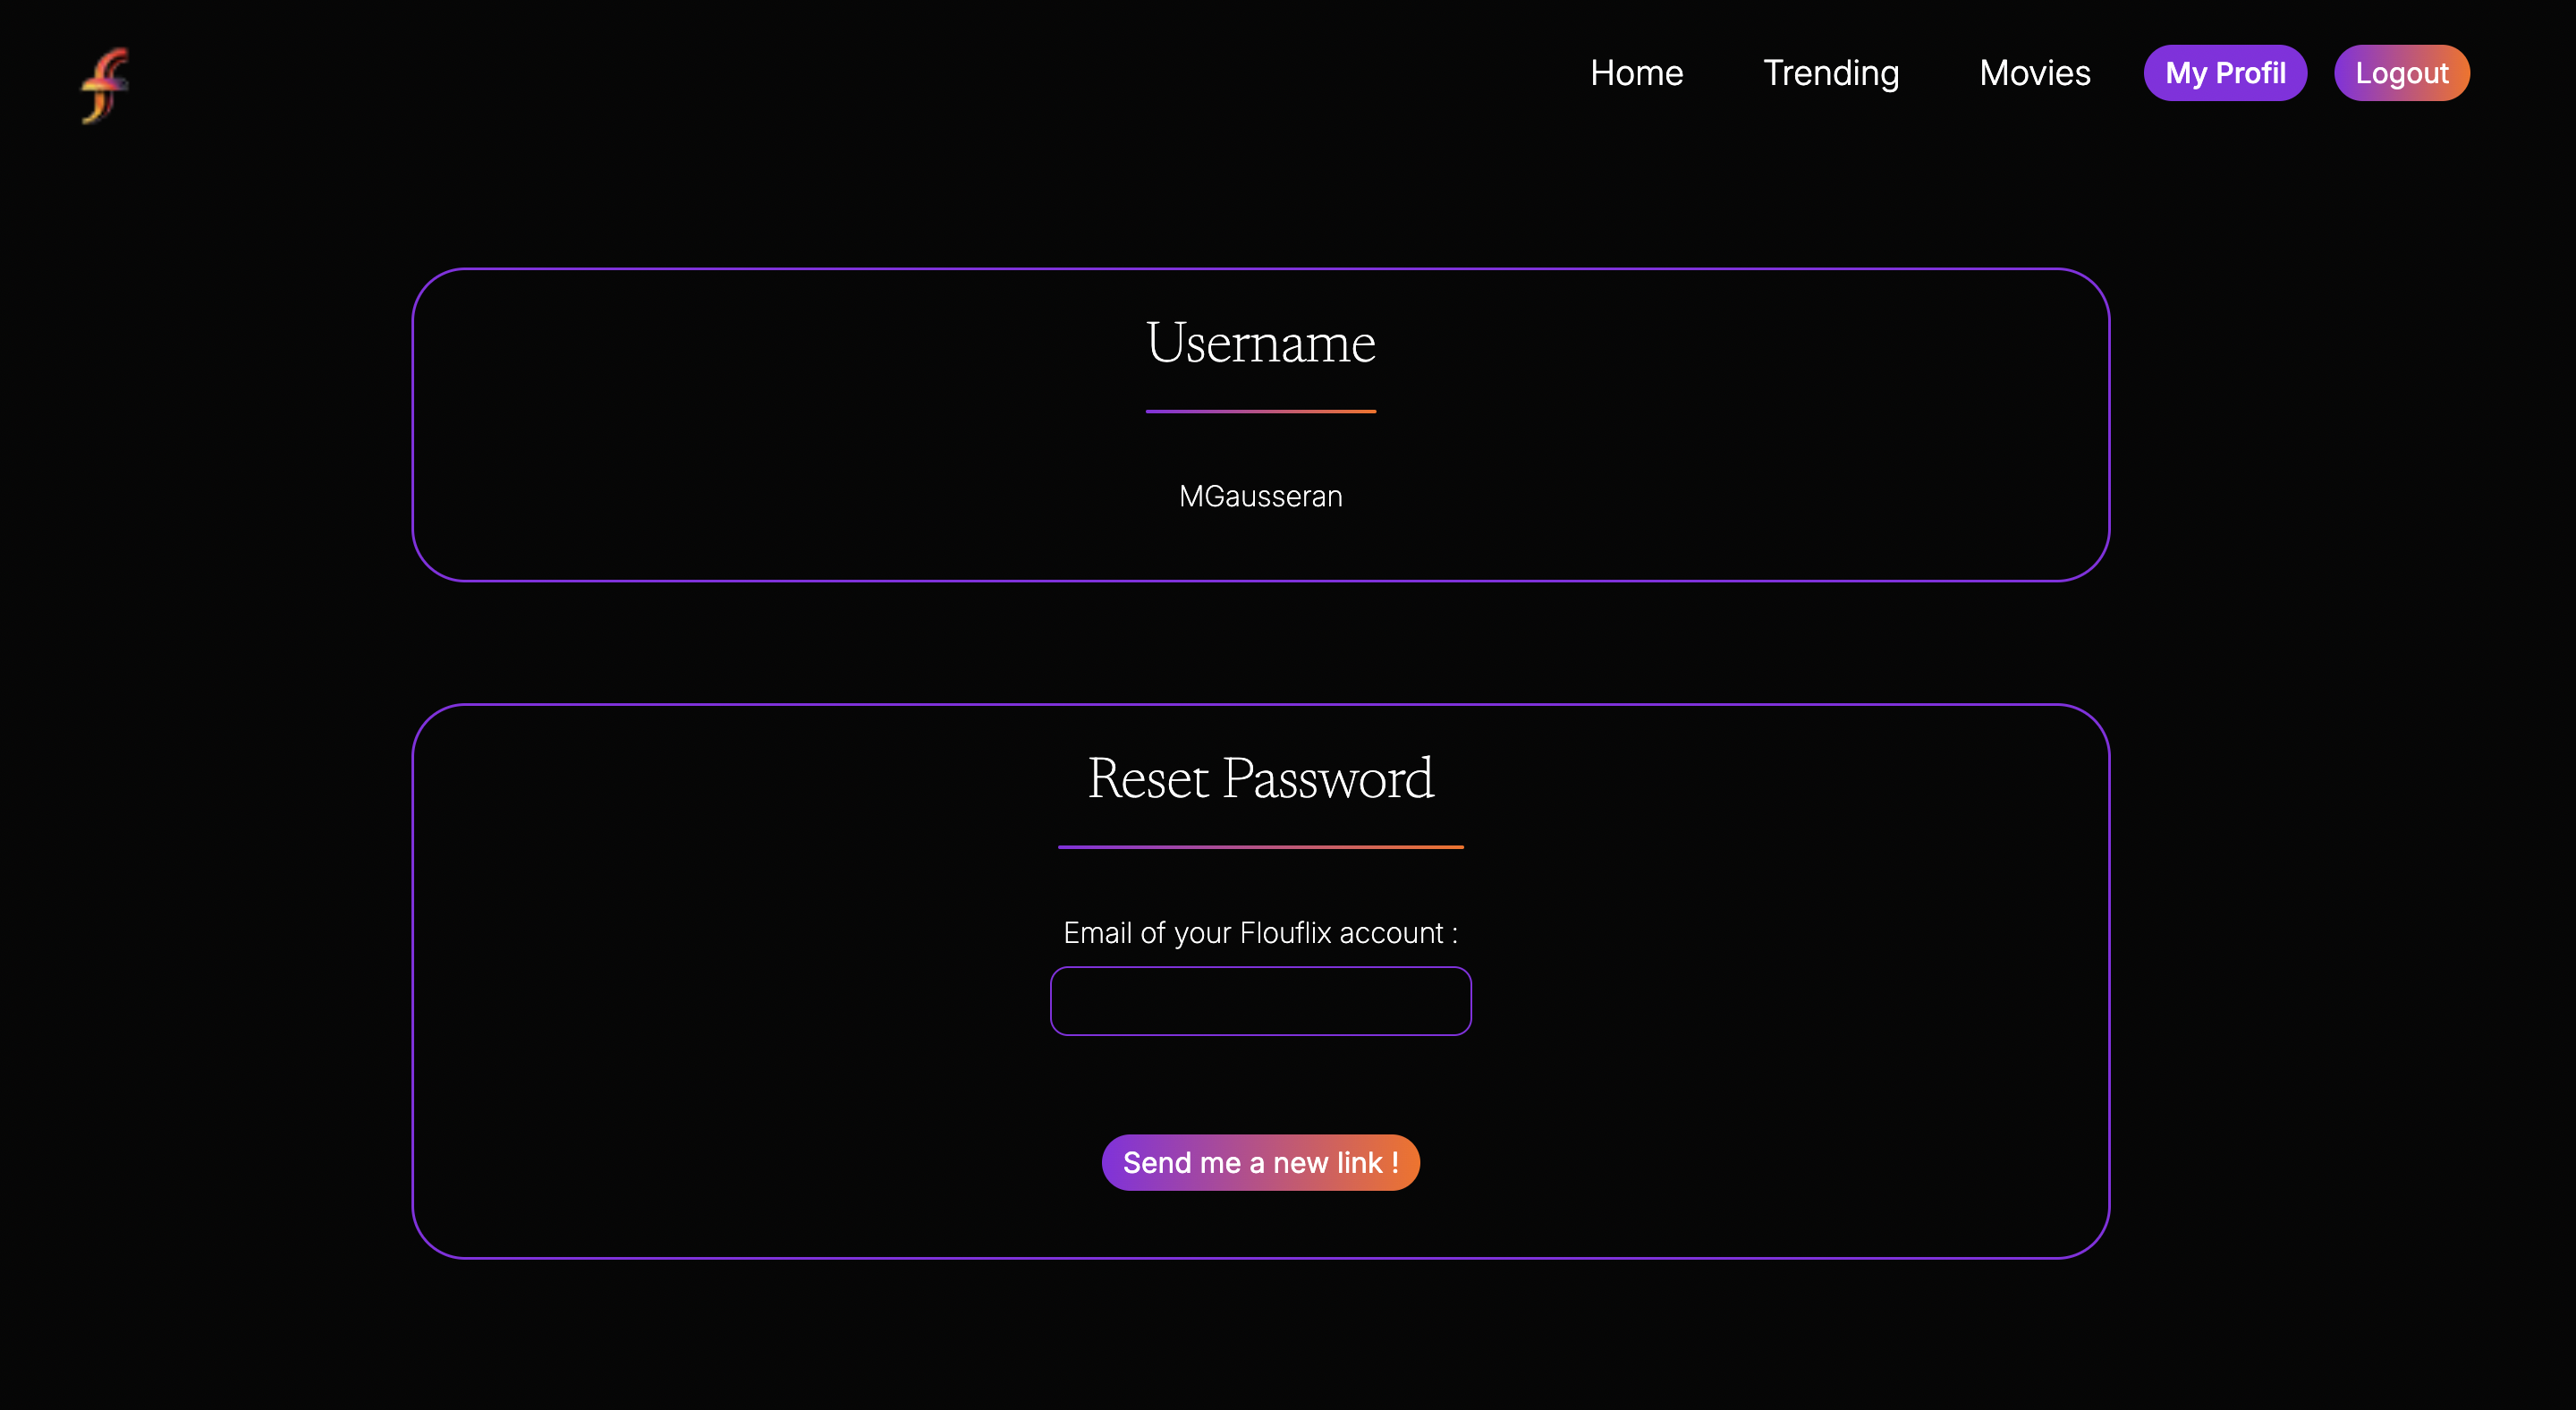 Home Trending Movies My Profil Logout
Username
MGausseran
Reset Password
Email of your Flouflix account :
Send me a new link !